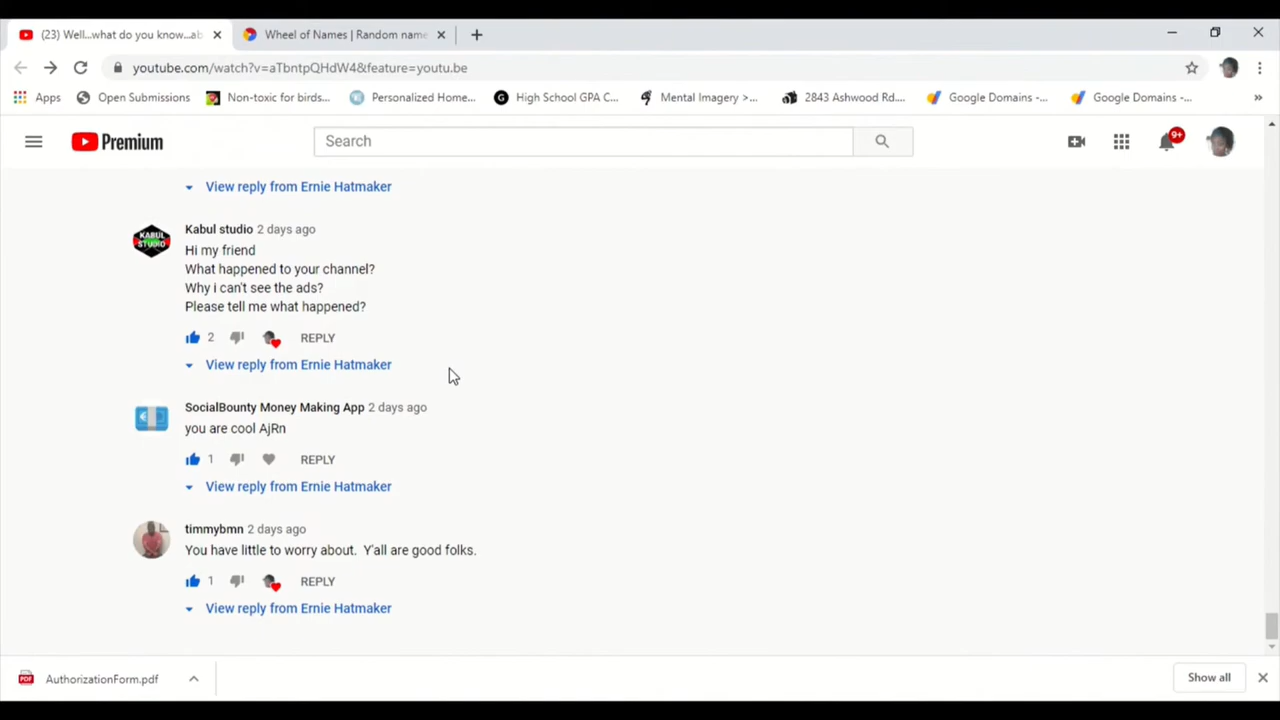 (23) Well...what do you know...ab
Wheel of Names | Random name
youtube.com/watch?v=aTbntpQHdW4&feature=youtu.be
Apps
Open Submissions
Non-toxic for birds...
Personalized Home...
High School GPA C...
Mental Imagery >...
2843 Ashwood Rd....
Google Domains -...
Google Domains -...
»
Premium
Search
9+
View reply from Ernie Hatmaker
KABUL STUDIO
Kabul studio 2 days ago
Hi my friend
What happened to your channel?
Why i can't see the ads?
Please tell me what happened?
2 REPLY
View reply from Ernie Hatmaker
SocialBounty Money Making App 2 days ago
you are cool AjRn
1 REPLY
View reply from Ernie Hatmaker
timmybmn 2 days ago
You have little to worry about. Y'all are good folks.
1 REPLY
View reply from Ernie Hatmaker
PDF
AuthorizationForm.pdf
Show all